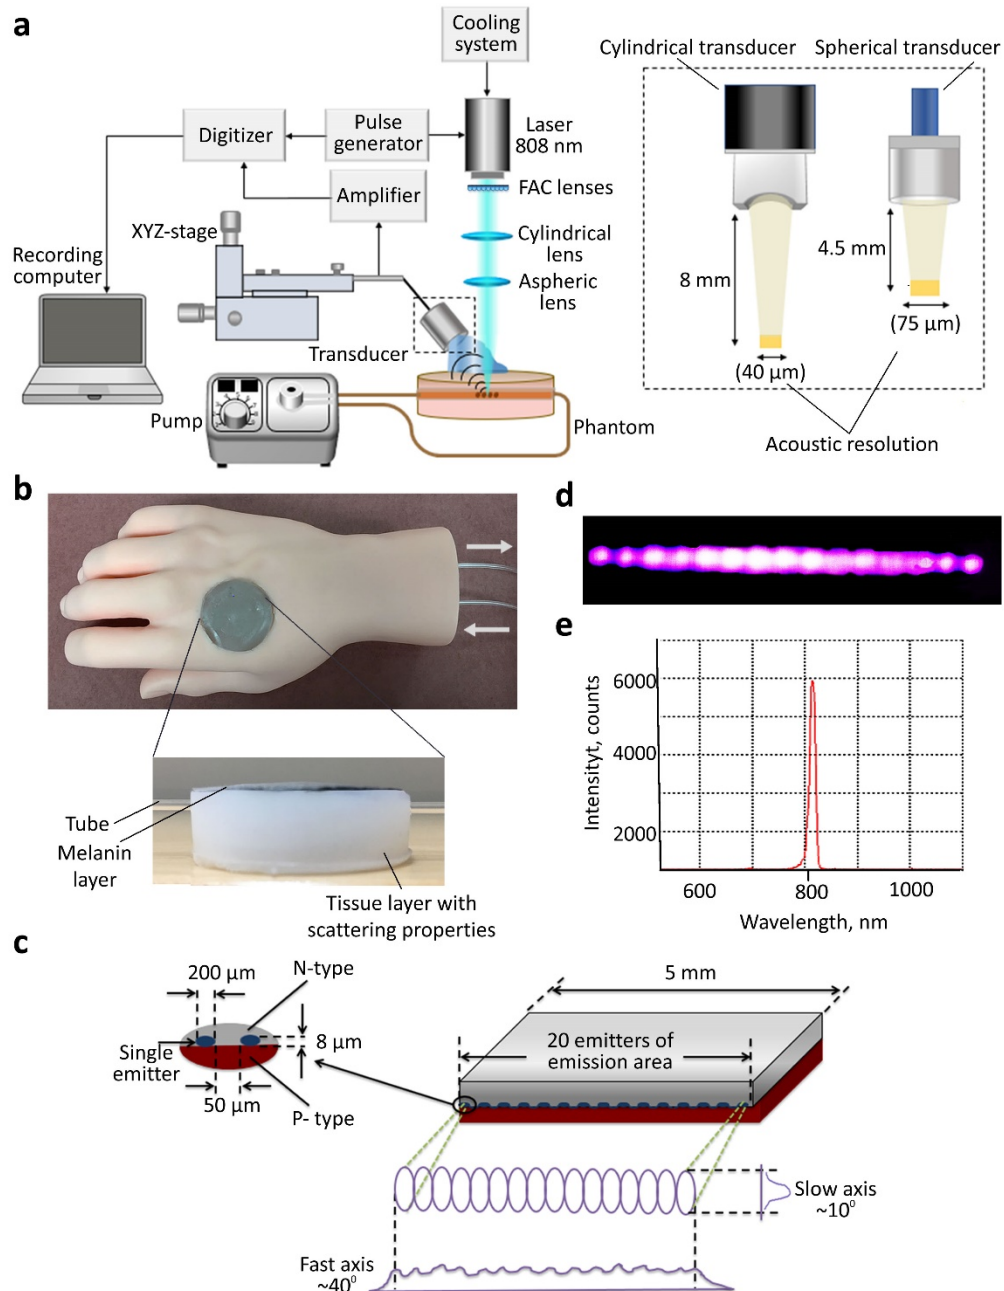 a
Cooling
system
Cylindrical transducer
Spherical transducer
Digitizer
Pulse
generator
Laser
808 nm
Amplifier
FAC lenses
XYZ-stage
Cylindrical
lens
Recording
computer
Aspheric
lens
8 mm
4.5 mm
Transducer
(75 µm)
(40 µm)
Pump
Phantom
Acoustic resolution
b
d
e
Tube
Melanin
layer
Tissue layer with
scattering properties
Intensityt, counts
6000
4000
2000
600
800
1000
Wavelength, nm
c
200 µm
N-type
Single
emitter
8 µm
50 µm
P- type
5 mm
20 emitters of
emission area
Slow axis
~10⁰
Fast axis
~40⁰